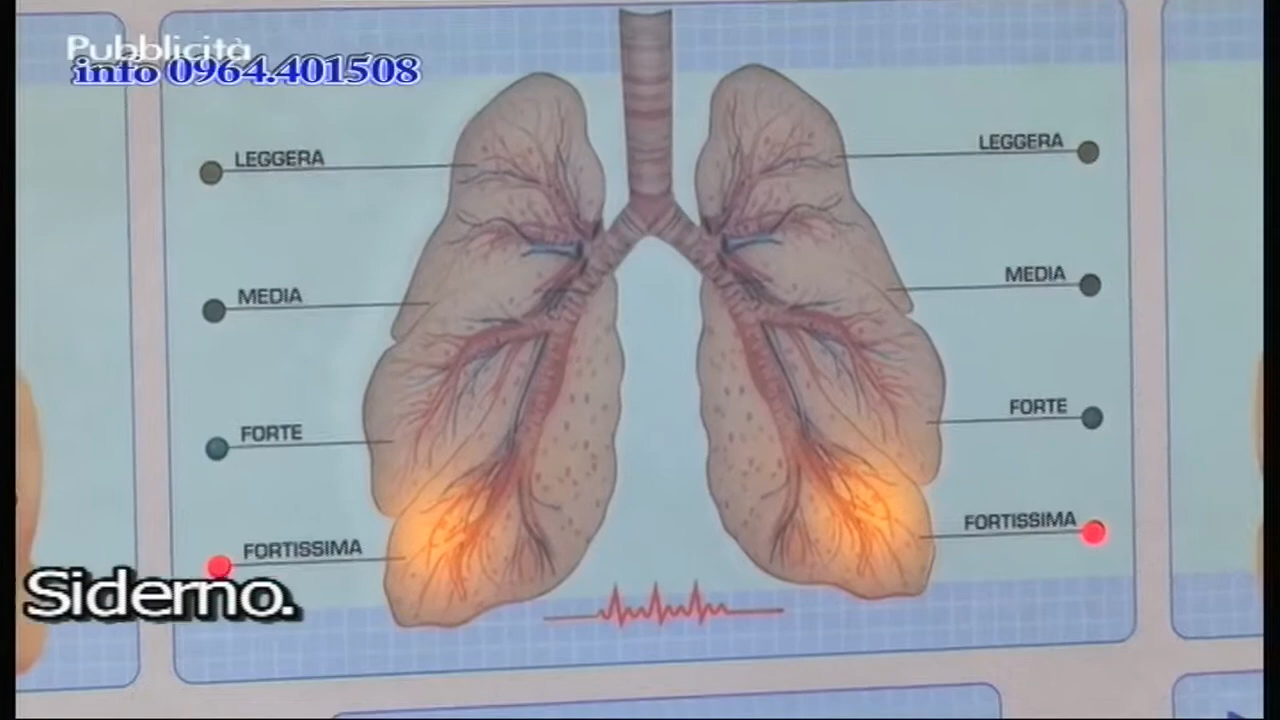 Pubblicità
info 0964.401508
LEGGERA
LEGGERA
MEDIA
MEDIA
FORTE
FORTE
FORTISSIMA
FORTISSIMA
Siderno.